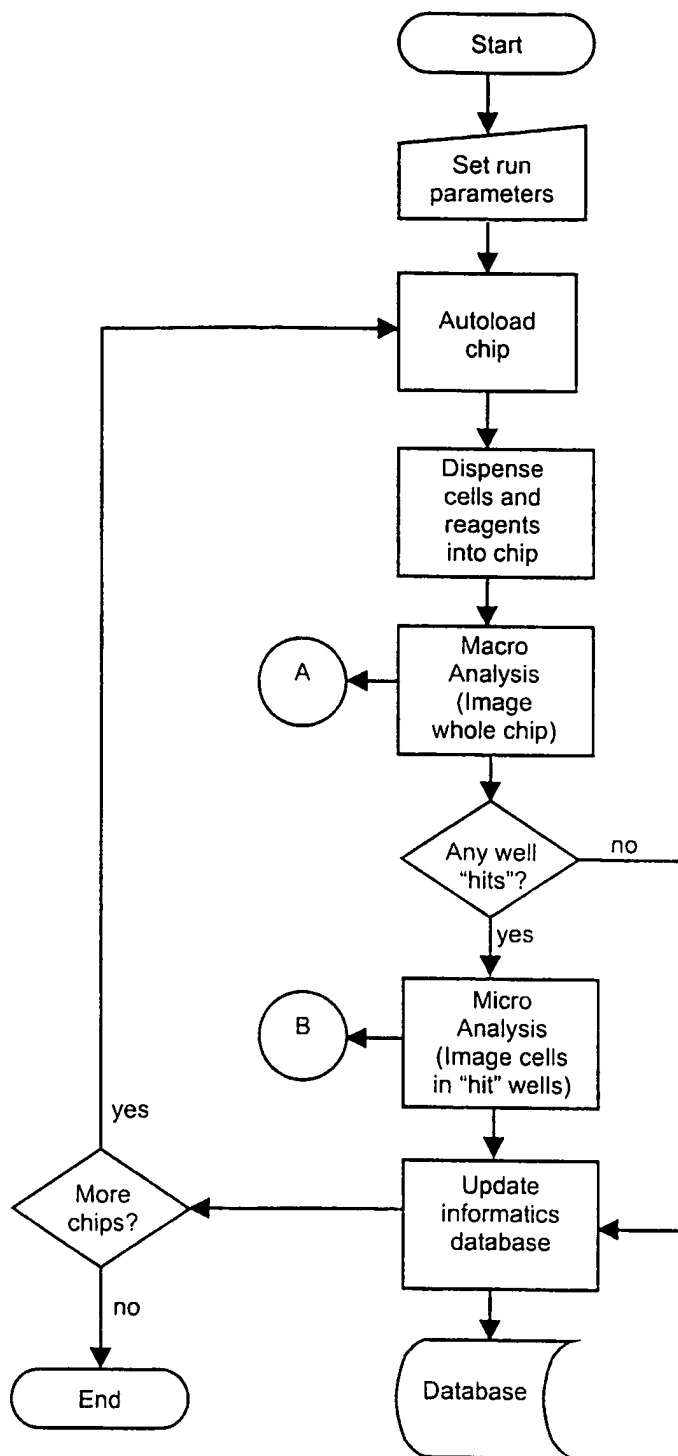 Start
Set run
parameters
Autoload
chip
Dispense
cells and
reagents
into chip
A
Macro
Analysis
(Image
whole chip)
Any well
"hits"?
no
yes
B
Micro
Analysis
(Image cells
in "hit" wells)
yes
More
chips?
Update
informatics
database
no
End
Database